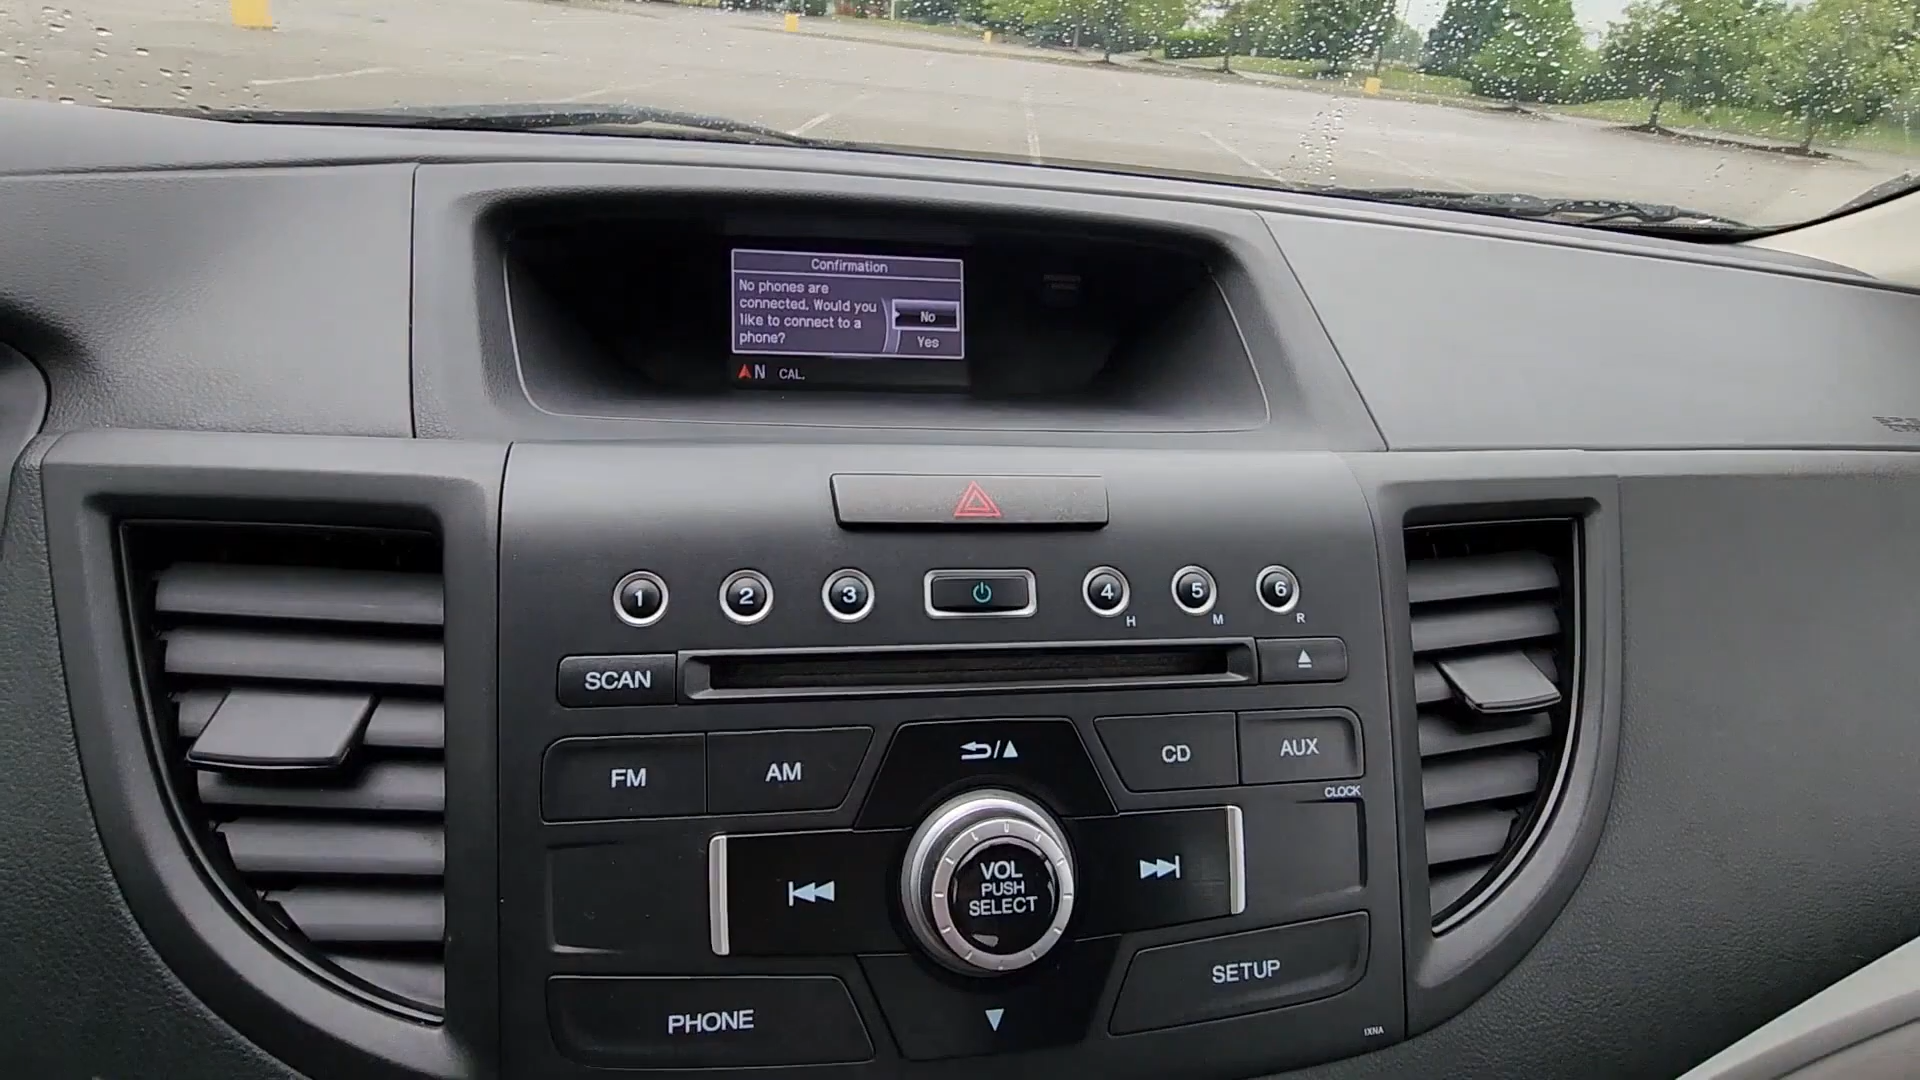 Confirmation
No phones are
connected. Would you
like to connect to a
phone?
No
Yes
N CAL.
1 2 3 4 5 6
H M R
SCAN
FM AM CD AUX
CLOCK
VOL
PUSH
SELECT
SETUP
PHONE
IXNA